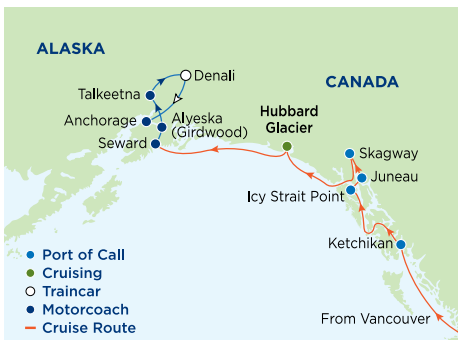 ALASKA
Denali
CANADA
Talkeetna
Anchorage
Alyeska
(Girdwood)
Seward
Hubbard
Glacier
Skagway
Juneau
Icy Strait Point
Ketchikan
From Vancouver
Port of Call
Cruising
Traincar
Motorcoach
Cruise Route